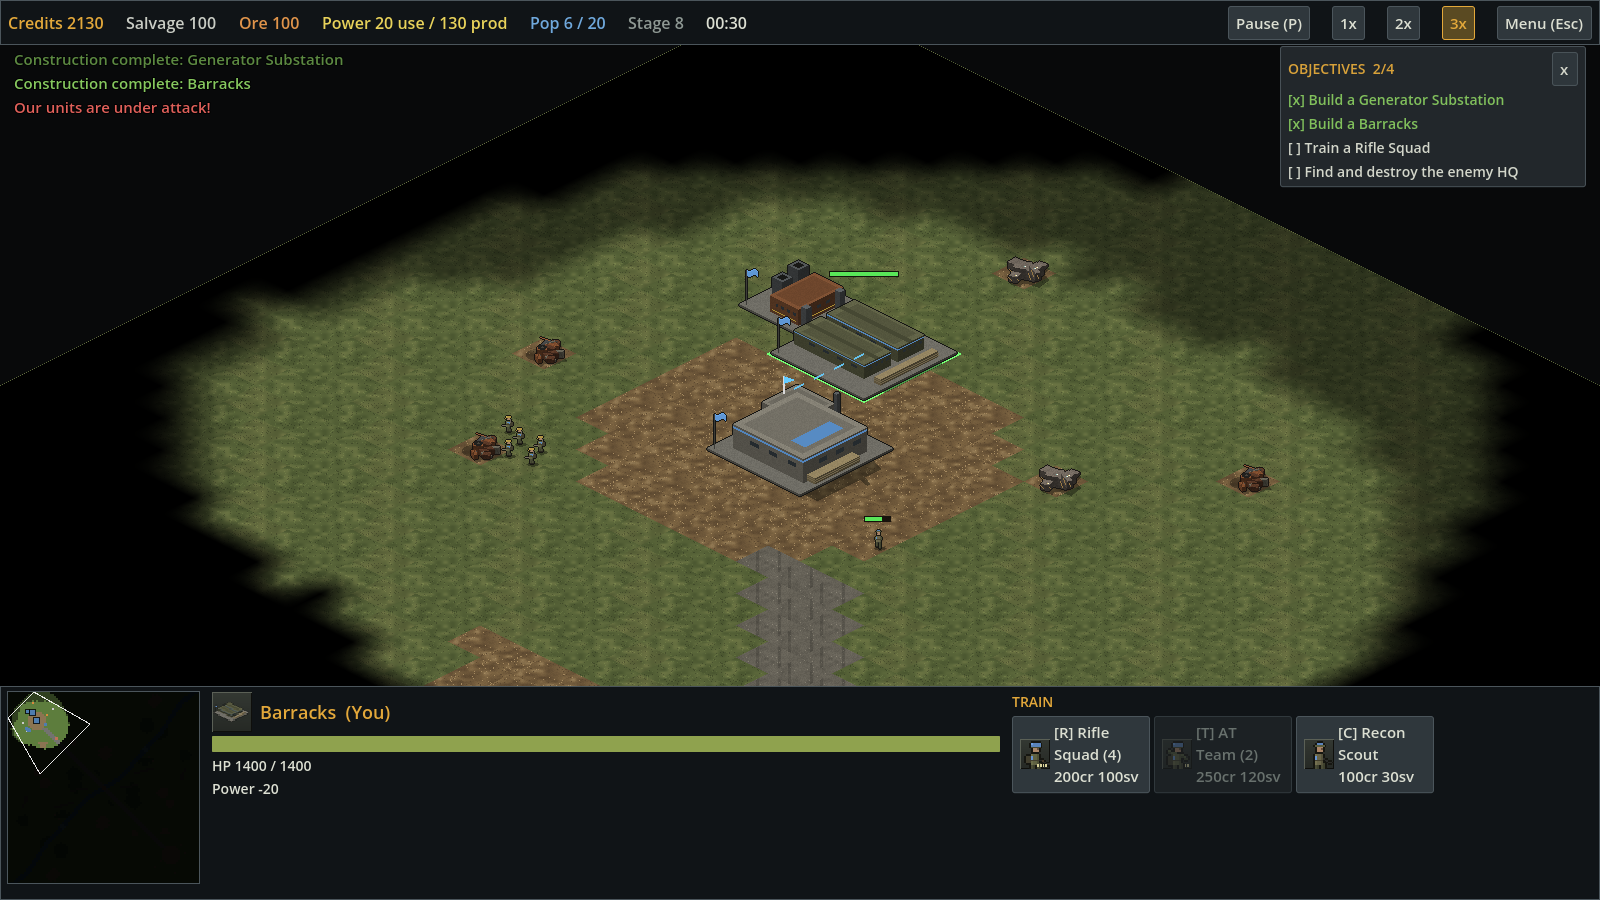 Credits 2130 Salvage 100 Ore 100 Power 20 use / 130 prod Pop 6 / 20 Stage 8 00:30 Pause (P) 1x 2x 3x Menu (Esc)
Construction complete: Generator Substation
Construction complete: Barracks
Our units are under attack!
OBJECTIVES 2/4 x
[x] Build a Generator Substation
[x] Build a Barracks
[ ] Train a Rifle Squad
[ ] Find and destroy the enemy HQ
Barracks (You)
HP 1400 / 1400
Power -20
TRAIN
[R] Rifle
Squad (4)
200cr 100sv
[T] AT
Team (2)
250cr 120sv
[C] Recon
Scout
100cr 30sv